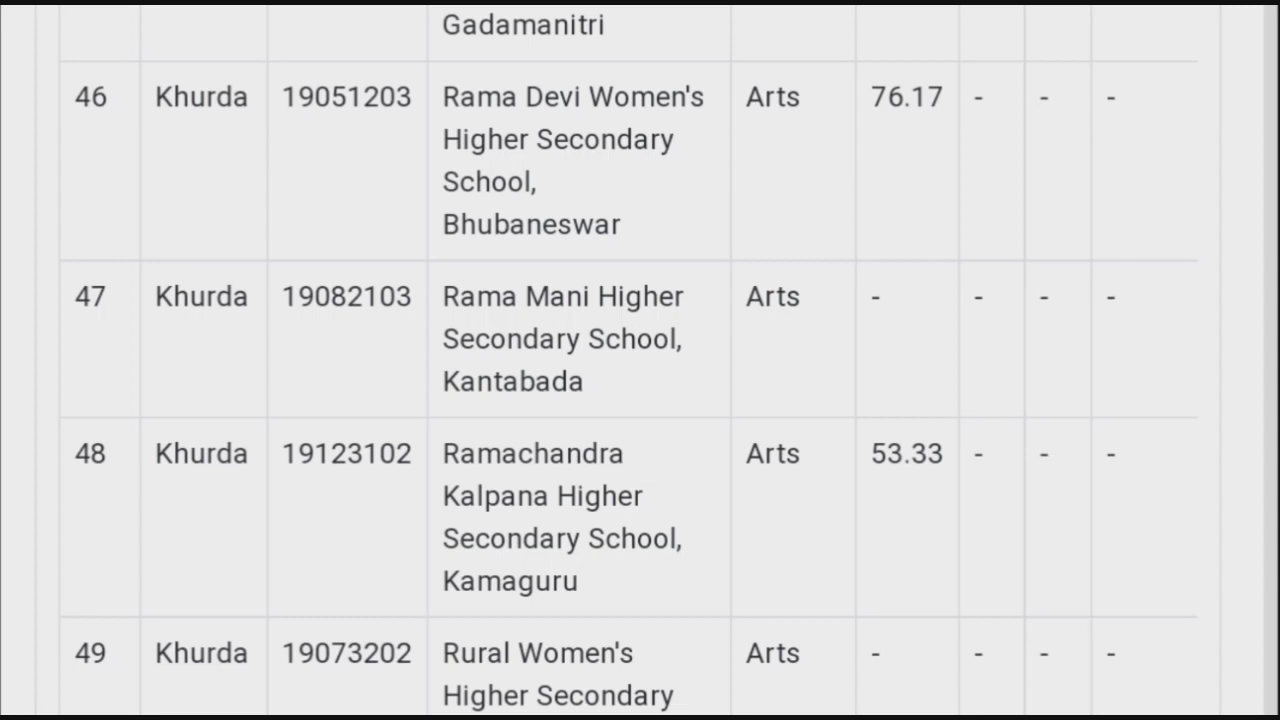 Gadamanitri
46 Khurda 19051203 Rama Devi Women's Arts 76.17 - - -
Higher Secondary
School,
Bhubaneswar
47 Khurda 19082103 Rama Mani Higher Arts - - - -
Secondary School,
Kantabada
48 Khurda 19123102 Ramachandra Arts 53.33 - - -
Kalpana Higher
Secondary School,
Kamaguru
49 Khurda 19073202 Rural Women's Arts - - - -
Higher Secondary